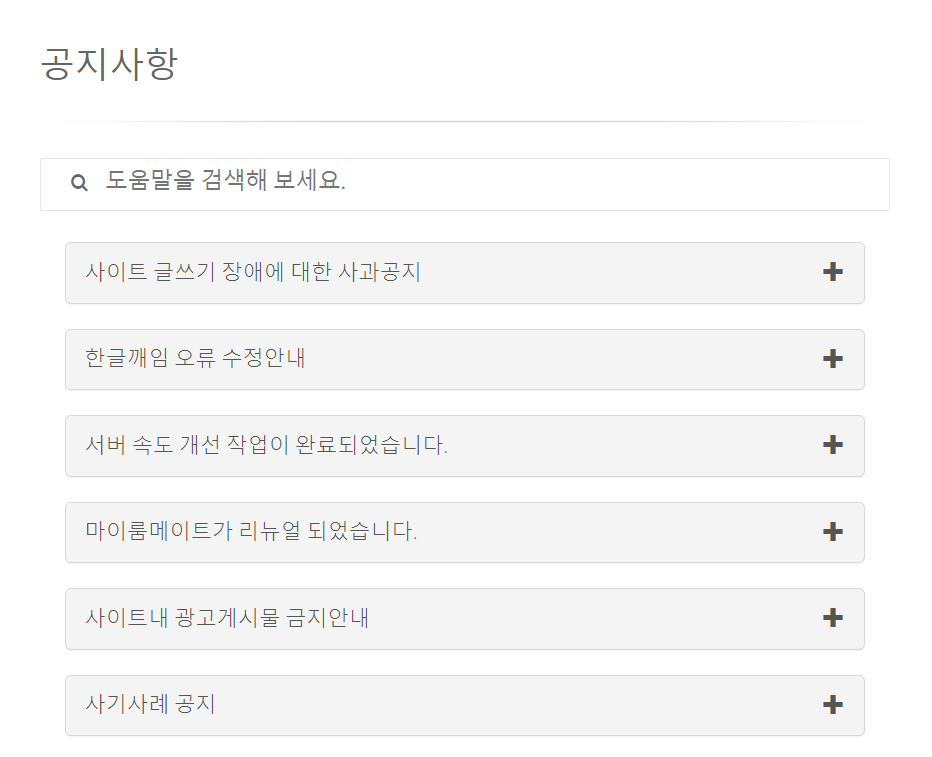 공지사항
도움말을 검색해 보세요.
사이트 글쓰기 장애에 대한 사과공지
한글깨임 오류 수정안내
서버 속도 개선 작업이 완료되었습니다.
마이룸메이트가 리뉴얼 되었습니다.
사이트내 광고게시물 금지안내
사기사례 공지